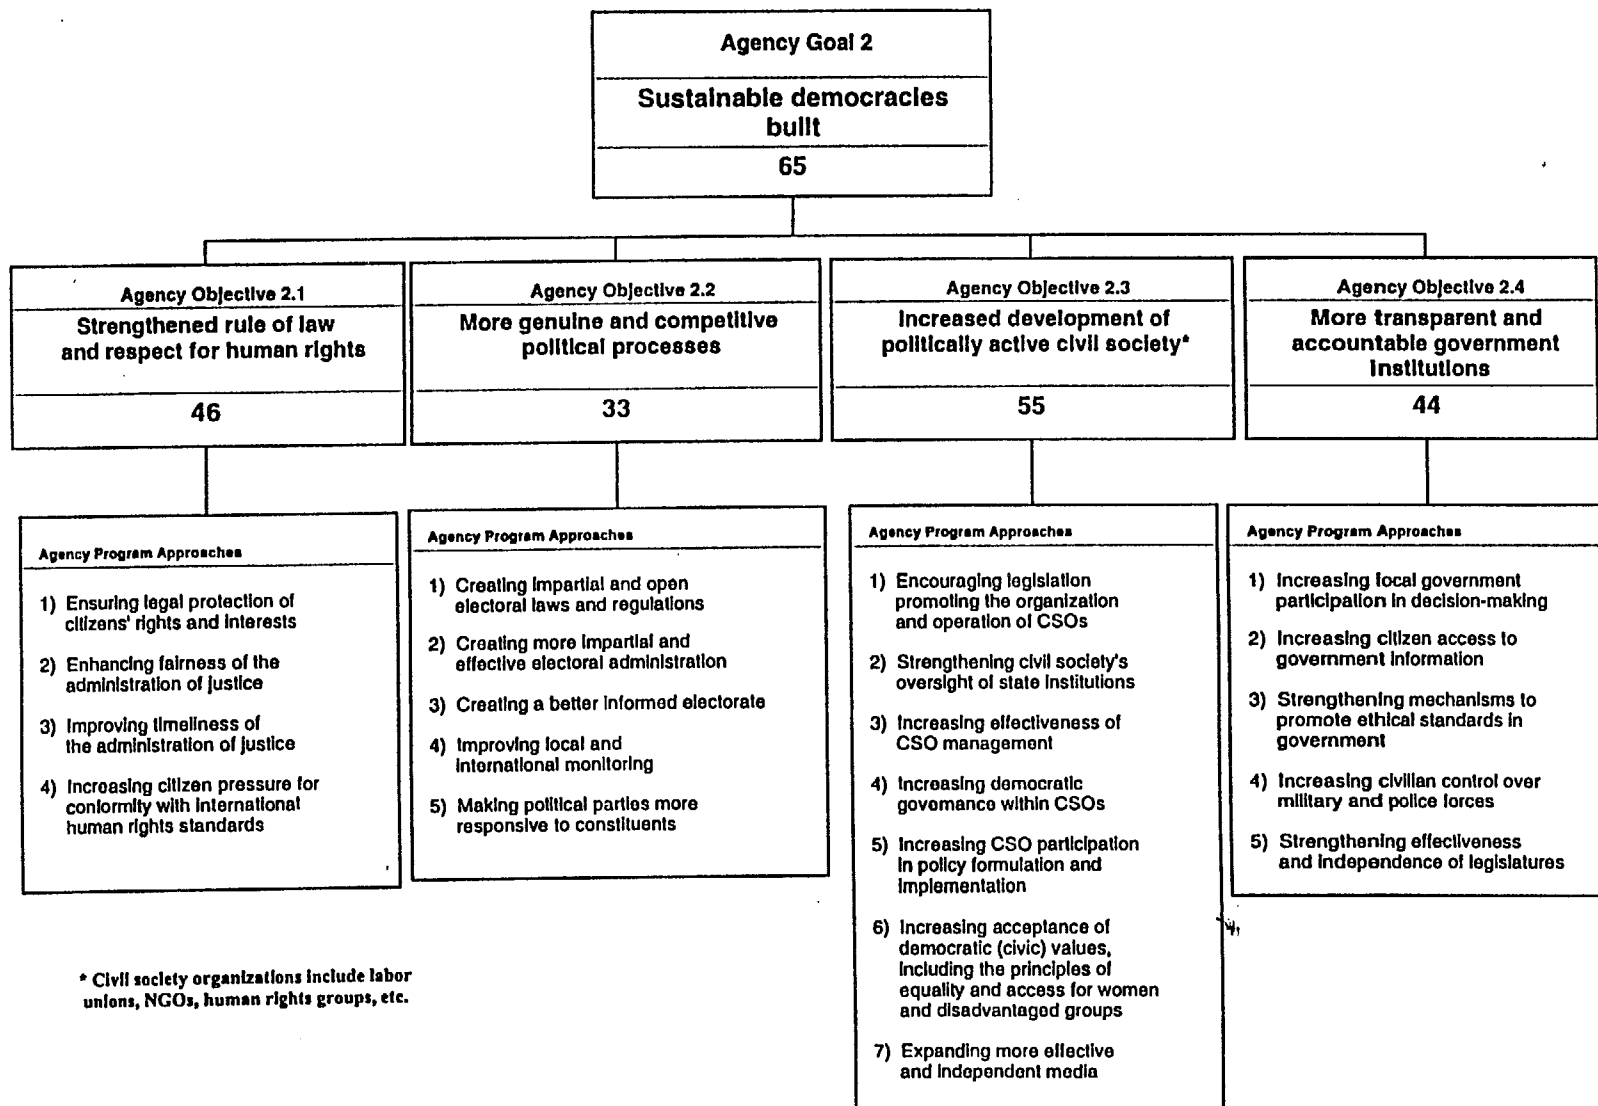 Agency Goal 2
Sustainable democracies
built
65
Agency Objective 2.1
Strengthened rule of law
and respect for human rights
46
Agency Objective 2.2
More genuine and competitive
political processes
33
Agency Objective 2.3
Increased development of
politically active civil society*
55
Agency Objective 2.4
More transparent and
accountable government
institutions
44
Agency Program Approaches
1) Ensuring legal protection of
citizens' rights and interests
2) Enhancing fairness of the
administration of justice
3) Improving timeliness of
the administration of justice
4) Increasing citizen pressure for
conformity with international
human rights standards
Agency Program Approaches
1) Creating impartial and open
electoral laws and regulations
2) Creating more impartial and
effective electoral administration
3) Creating a better informed electorate
4) Improving local and
international monitoring
5) Making political parties more
responsive to constituents
Agency Program Approaches
1) Encouraging legislation
promoting the organization
and operation of CSOs
2) Strengthening civil society's
oversight of state institutions
3) Increasing effectiveness of
CSO management
4) Increasing democratic
governance within CSOs
5) Increasing CSO participation
in policy formulation and
implementation
6) Increasing acceptance of
democratic (civic) values,
including the principles of
equality and access for women
and disadvantaged groups
7) Expanding more effective
and independent media
Agency Program Approaches
1) Increasing local government
participation in decision-making
2) Increasing citizen access to
government information
3) Strengthening mechanisms to
promote ethical standards in
government
4) Increasing civilian control over
military and police forces
5) Strengthening effectiveness
and independence of legislatures
* Civil society organizations include labor
unions, NGOs, human rights groups, etc.